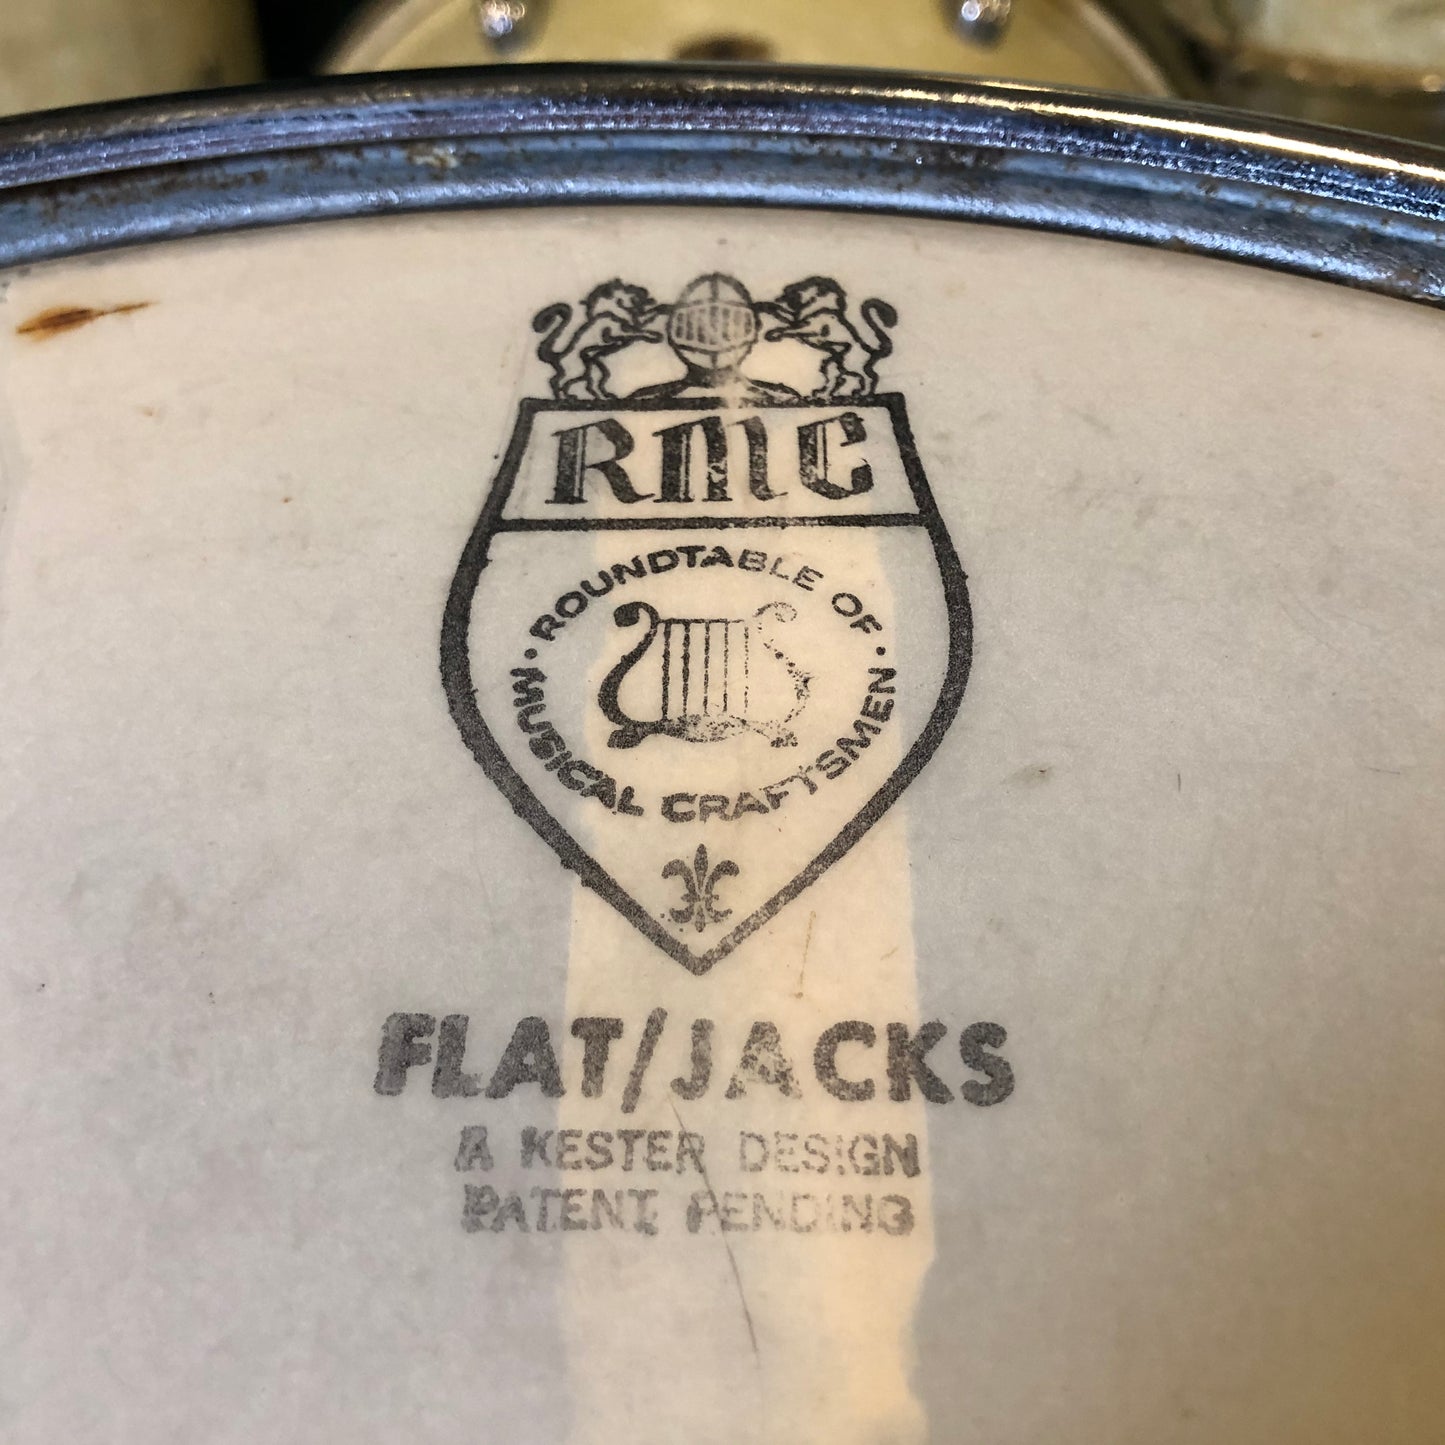 RMC
ROUNDTABLE OF
MUSICAL CRAFTSMEN
FLAT/JACKS
A KESTER DESIGN
PATENT PENDING